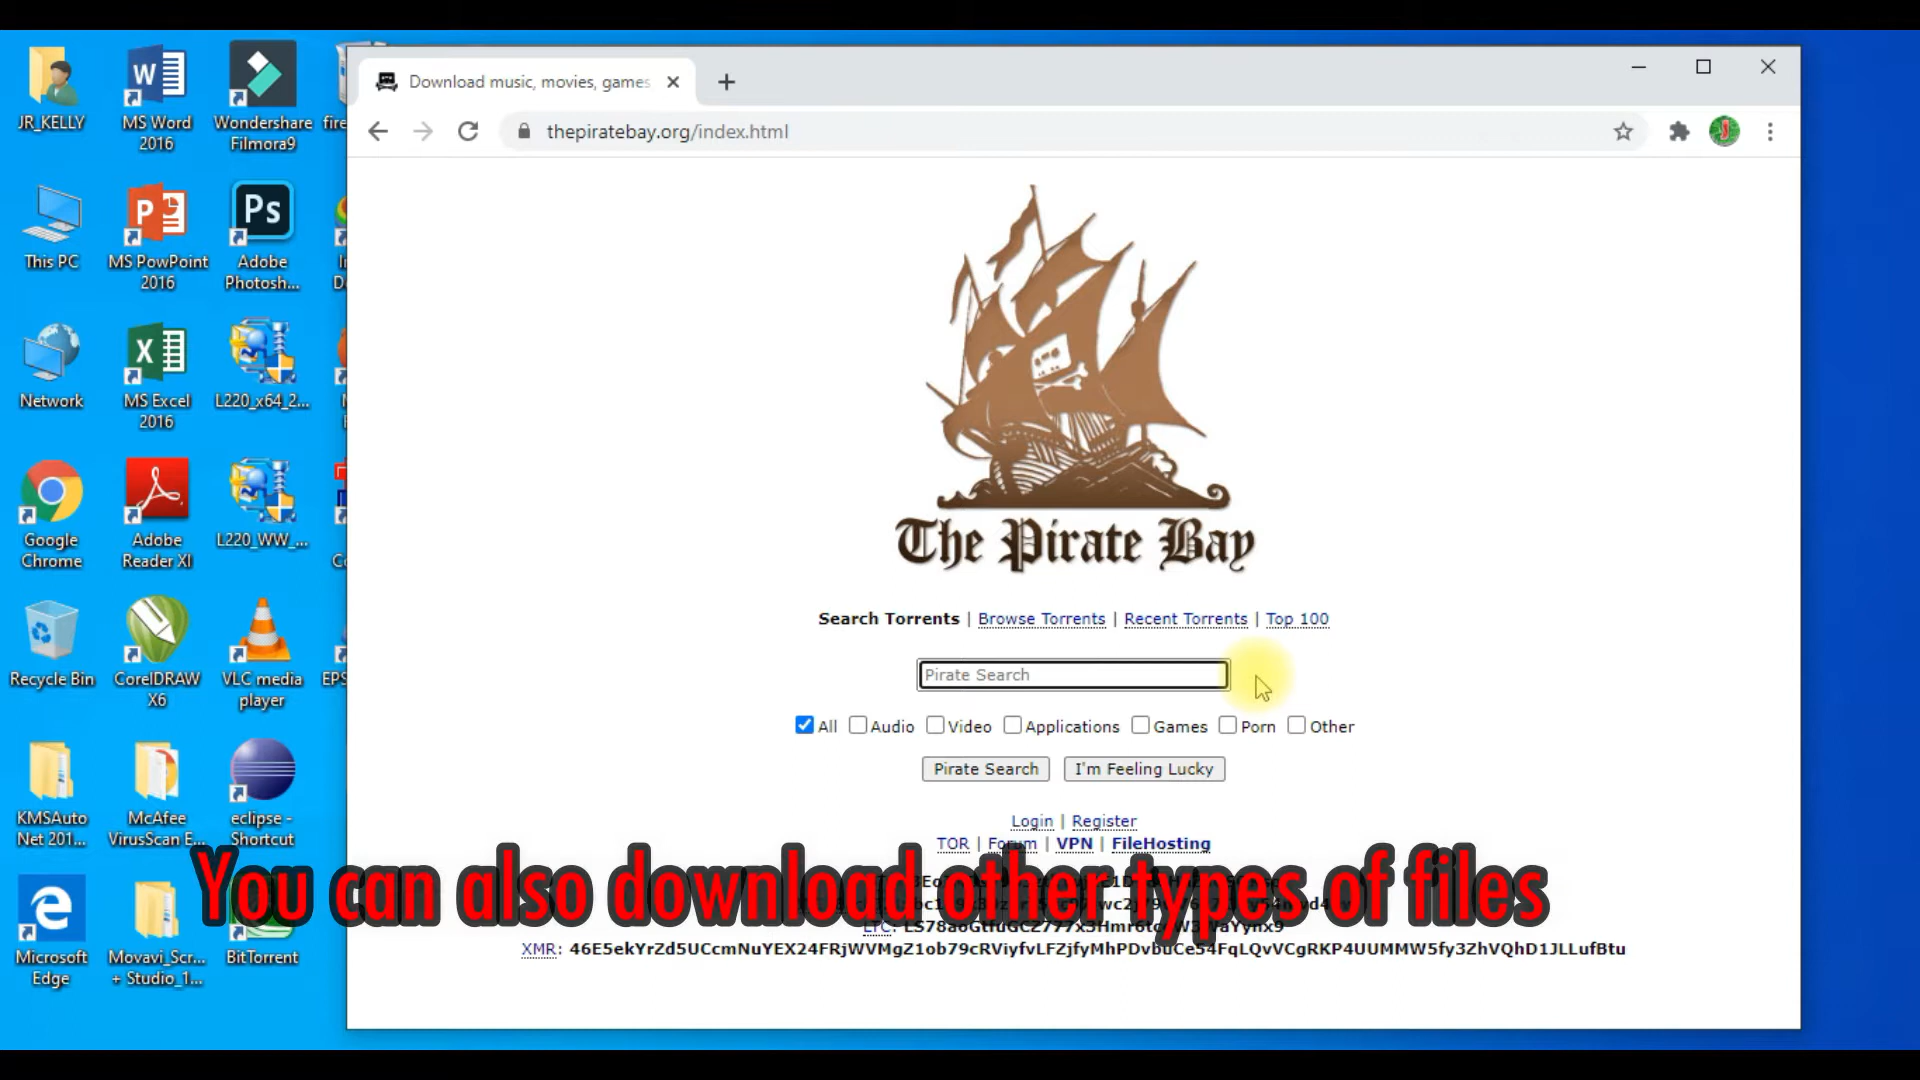 Download music, movies, games
thepiratebay.org/index.html
JR_KELLY
MS Word
2016
Wondershare
Filmora9
fire
This PC
MS PowPoint
2016
Ps
Adobe
Photosh...
Network
MS Excel
2016
L220_x64_2...
Google
Chrome
Adobe
Reader XI
L220_WW_...
Recycle Bin
CorelDRAW
X6
VLC media
player
EPS
KMSAuto
Net 201...
McAfee
VirusScan E...
eclipse -
Shortcut
Microsoft
Edge
Movavi_Scr...
+ Studio_1...
BitTorrent
The Pirate Bay
Search Torrents | Browse Torrents | Recent Torrents | Top 100
Pirate Search
All Audio Video Applications Games Porn Other
Pirate Search I'm Feeling Lucky
Login | Register
TOR | Forum | VPN | FileHosting
You can also download other types of files
XMR: 46E5ekYrZd5UCcmNuYEX24FRjWVMgZ1ob79cRViyfvLFZjfyMhPDvbuCe54FqLQvVCgRKP4UUMMW5fy3ZhVQhD1JLLufBtu